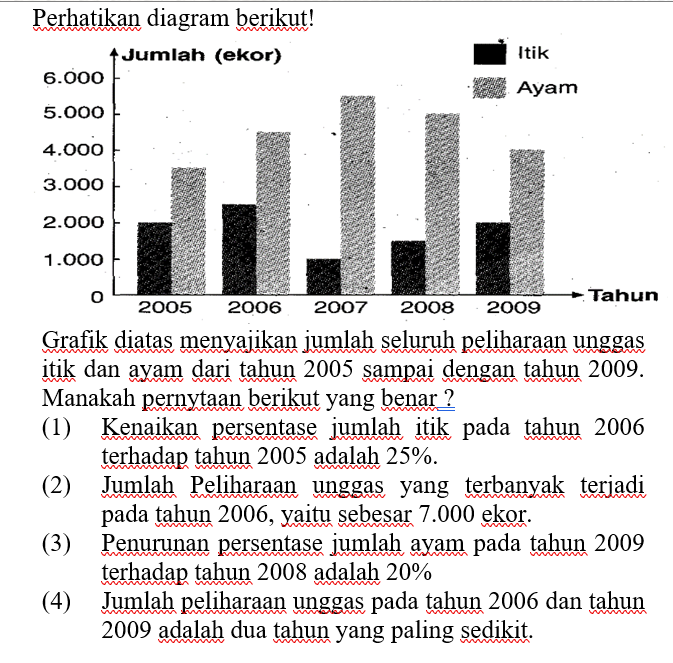 Perhatikan diagram berikut!
Jumlah (ekor)
Itik
Ayam
6.000
5.000
4.000
3.000
2.000
1.000
0
2005 2006 2007 2008 2009
Tahun
Grafik diatas menyajikan jumlah seluruh peliharaan unggas
itik dan ayam dari tahun 2005 sampai dengan tahun 2009.
Manakah pernytaan berikut yang benar ?
(1) Kenaikan persentase jumlah itik pada tahun 2006
terhadap tahun 2005 adalah 25%.
(2) Jumlah Peliharaan unggas yang terbanyak terjadi
pada tahun 2006, yaitu sebesar 7.000 ekor.
(3) Penurunan persentase jumlah ayam pada tahun 2009
terhadap tahun 2008 adalah 20%
(4) Jumlah peliharaan unggas pada tahun 2006 dan tahun
2009 adalah dua tahun yang paling sedikit.